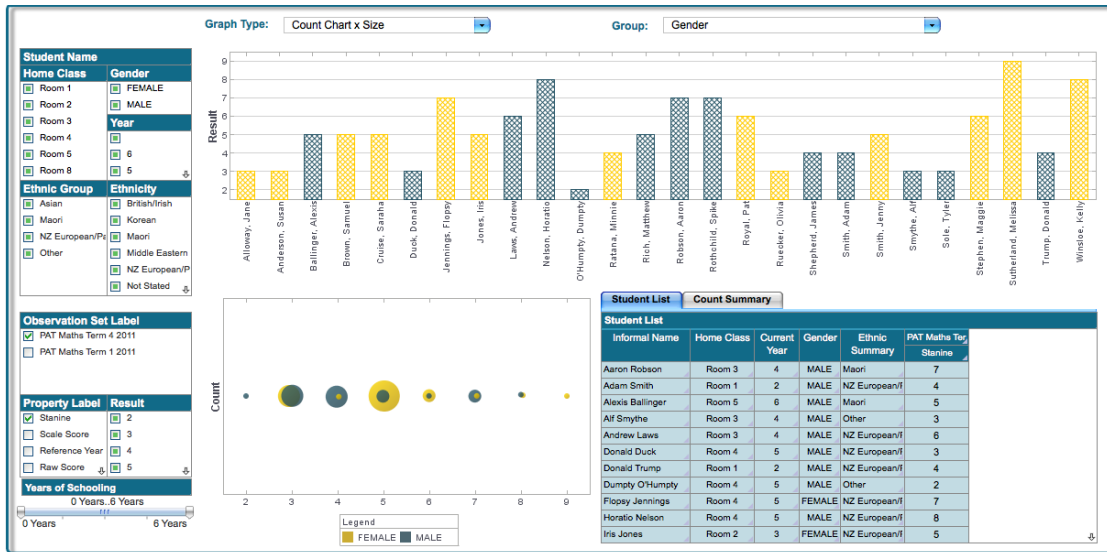 Graph Type: Count Chart x Size Group: Gender
Student Name
Home Class Gender
Room 1 FEMALE
Room 2 MALE
Room 3 Year
Room 4
Room 5 6
Room 8 5
Ethnic Group Ethnicity
Asian British/Irish
Maori Korean
NZ European/Pa Maori
Other Middle Eastern
NZ European/P
Not Stated
Result
9
8
7
6
5
4
3
2
Alloway, Jane
Anderson, Susan
Ballinger, Alexis
Brown, Samuel
Cruise, Saraha
Duck, Donald
Jennings, Flopsy
Jones, Iris
Laws, Andrew
Nelson, Horatio
O'Humpty, Dumpty
Ratana, Minnie
Rich, Matthew
Robson, Aaron
Rothchild, Spike
Royal, Pat
Ruecker, Olivia
Shepherd, James
Smith, Adam
Smith, Jenny
Smythe, Alf
Sole, Tyler
Stephen, Maggie
Sutherland, Melissa
Trump, Donald
Winsloe, Kelly
Observation Set Label
PAT Maths Term 4 2011
PAT Maths Term 1 2011
Property Label Result
Stanine 2
Scale Score 3
Reference Year 4
Raw Score 5
Years of Schooling
0 Years..6 Years
0 Years 6 Years
Count
2 3 4 5 6 7 8 9
Legend
FEMALE MALE
Student List Count Summary
Student List
Informal Name Home Class Current Year Gender Ethnic Summary PAT Maths Ter
Stanine
Aaron Robson Room 3 4 MALE Maori 7
Adam Smith Room 1 2 MALE NZ European/F 4
Alexis Ballinger Room 5 6 MALE Maori 5
Alf Smythe Room 3 4 MALE Other 3
Andrew Laws Room 3 4 MALE NZ European/F 6
Donald Duck Room 4 5 MALE NZ European/F 3
Donald Trump Room 1 2 MALE NZ European/F 4
Dumpty O'Humpty Room 4 5 MALE Other 2
Flopsy Jennings Room 4 5 FEMALE NZ European/F 7
Horatio Nelson Room 4 5 MALE NZ European/F 8
Iris Jones Room 2 3 FEMALE NZ European/F 5